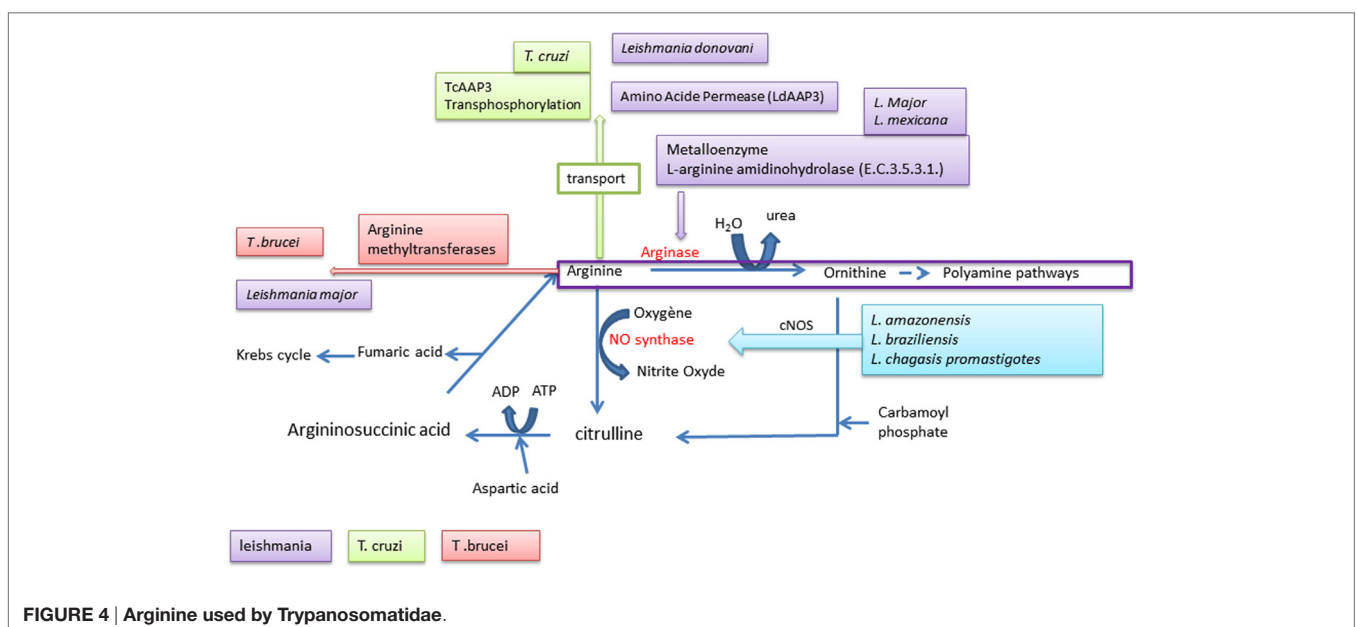 T. cruzi
Leishmania donovani
TcAAP3
Transphosphorylation
Amino Acide Permease (LdAAP3)
L. Major
L. mexicana
Metalloenzyme
L-arginine amidinohydrolase (E.C.3.5.3.1.)
transport
H₂O
urea
T.brucei
Arginine
methyltransferases
Arginase
Arginine
Ornithine
Polyamine pathways
Leishmania major
Oxygène
cNOS
L. amazonensis
L. braziliensis
L. chagasis promastigotes
NO synthase
Krebs cycle
Fumaric acid
Nitrite Oxyde
ADP
ATP
Carbamoyl
phosphate
Argininosuccinic acid
citrulline
Aspartic acid
leishmania
T. cruzi
T.brucei
FIGURE 4 | Arginine used by Trypanosomatidae.